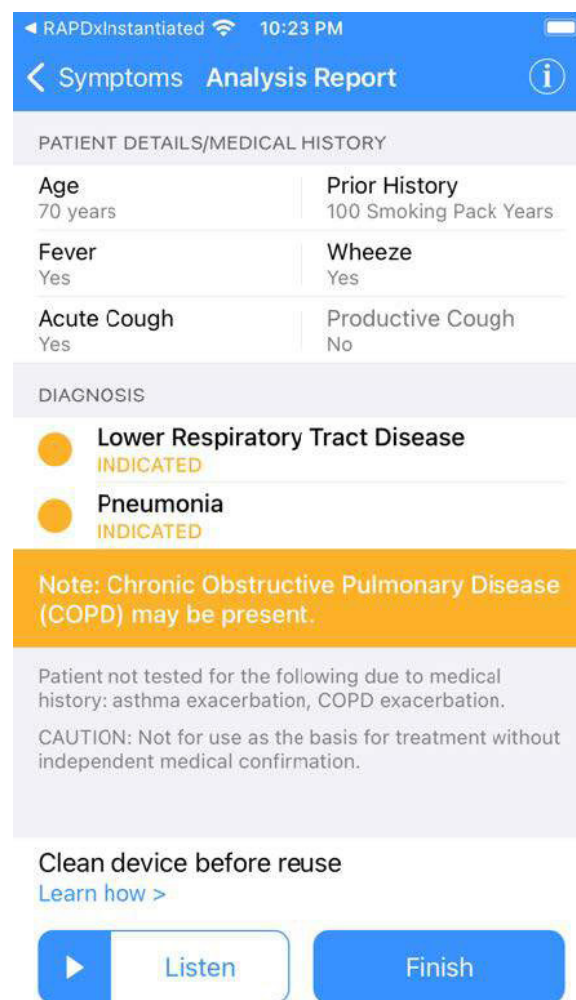 RAPDxInstantiated 10:23 PM
Symptoms Analysis Report i
PATIENT DETAILS/MEDICAL HISTORY
Age Prior History
70 years 100 Smoking Pack Years
Fever Wheeze
Yes Yes
Acute Cough Productive Cough
Yes No
DIAGNOSIS
Lower Respiratory Tract Disease
INDICATED
Pneumonia
INDICATED
Note: Chronic Obstructive Pulmonary Disease
(COPD) may be present.
Patient not tested for the following due to medical
history: asthma exacerbation, COPD exacerbation.
CAUTION: Not for use as the basis for treatment without
independent medical confirmation.
Clean device before reuse
Learn how >
Listen Finish